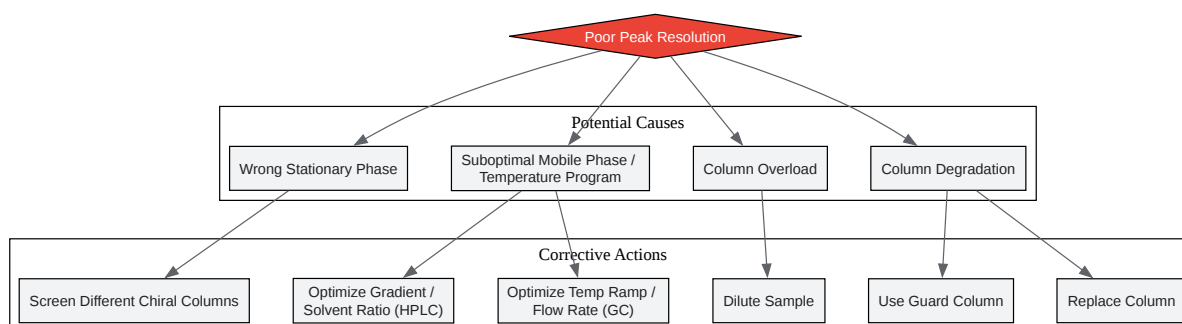 Poor Peak Resolution
Potential Causes
Wrong Stationary Phase
Suboptimal Mobile Phase /
Temperature Program
Column Overload
Column Degradation
Corrective Actions
Screen Different Chiral Columns
Optimize Gradient /
Solvent Ratio (HPLC)
Optimize Temp Ramp /
Flow Rate (GC)
Dilute Sample
Use Guard Column
Replace Column